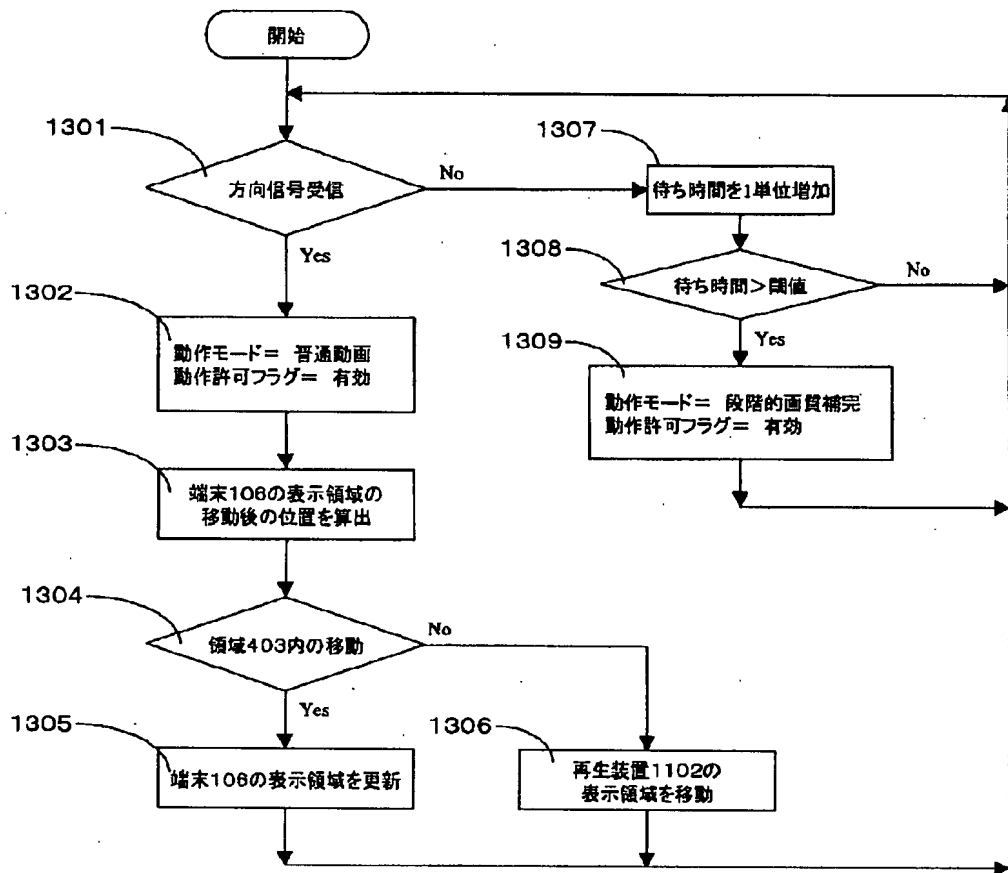 開始
1301
方向信号受信
No
Yes
1307
待ち時間を1単位増加
1308
待ち時間>閾値
No
Yes
1302
動作モード= 普通動画
動作許可フラグ= 有効
1309
動作モード= 段階的画質補完
動作許可フラグ= 有効
1303
端末106の表示領域の
移動後の位置を算出
1304
領域403内の移動
No
Yes
1305
端末106の表示領域を更新
1306
再生装置1102の
表示領域を移動